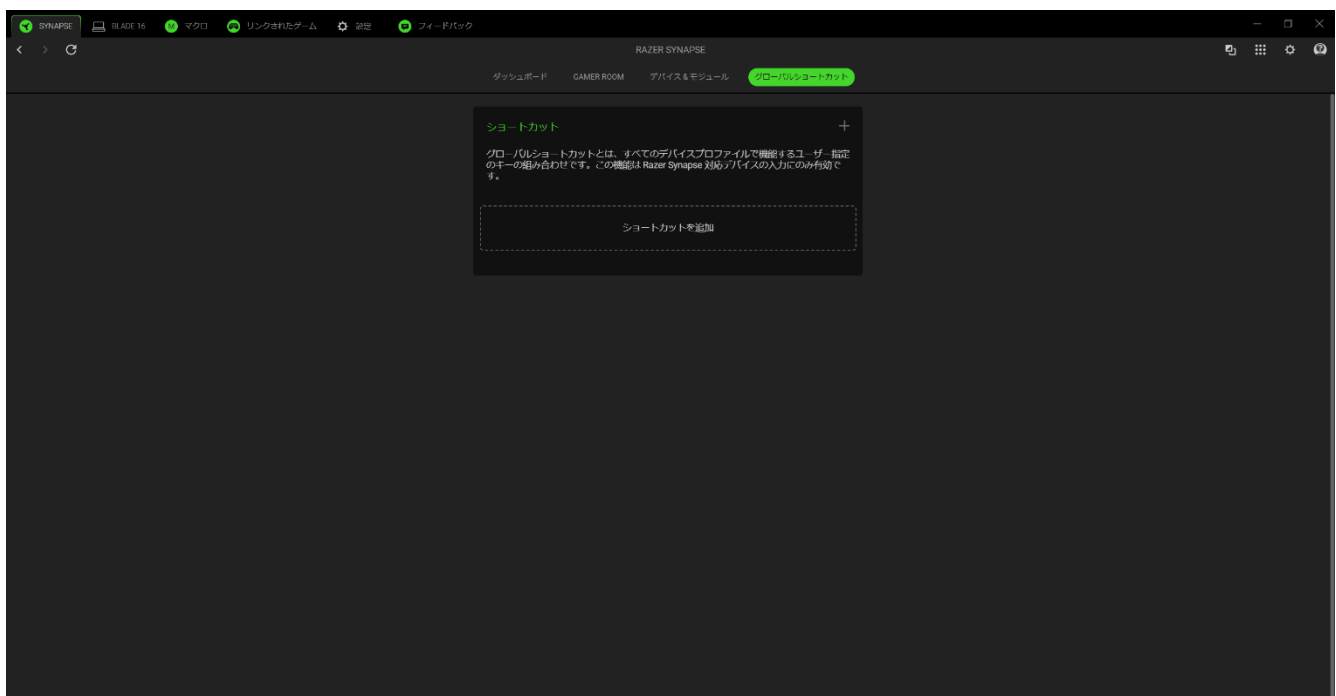 SYNAPSE BLADE 16 マクロ リンクされたゲーム 設定 フィードバック
RAZER SYNAPSE
ダッシュボード GAMER ROOM デバイス&モジュール グローバルショートカット
ショートカット
グローバルショートカットとは、すべてのデバイスプロファイルで機能するユーザー指定
のキーの組み合わせです。この機能は Razer Synapse 対応デバイスの入力にのみ有効で
す。
ショートカットを追加